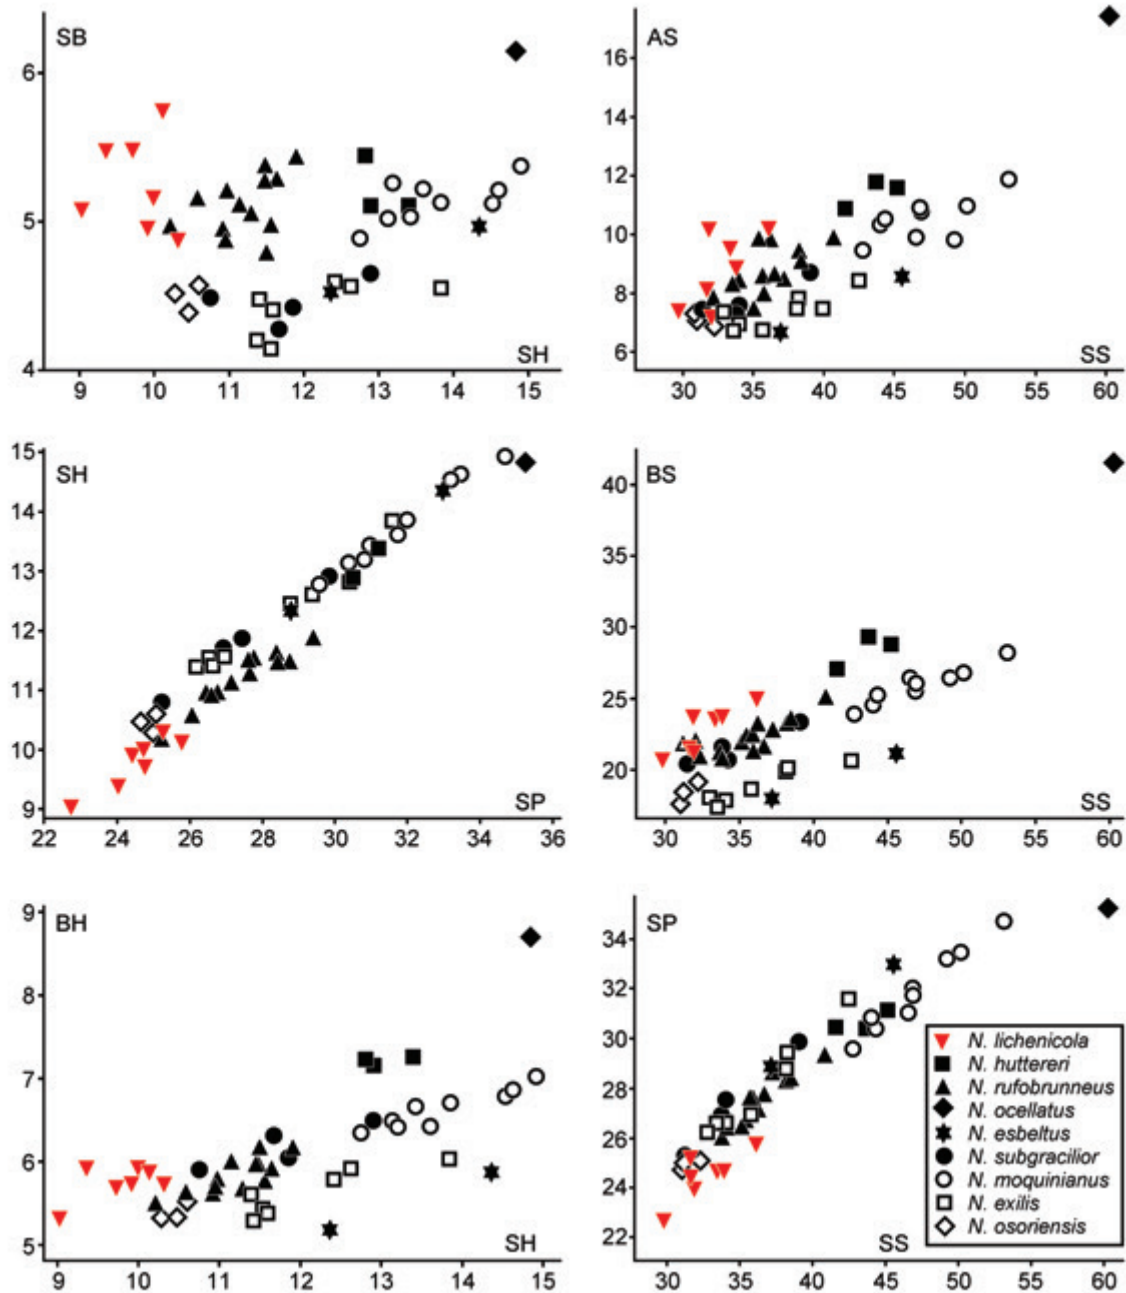 SB
6
5
4
SH
9 10 11 12 13 14 15
AS
16
14
12
10
8
6
SS
30 35 40 45 50 55 60
15
SH
14
13
12
11
10
9
SP
22 24 26 28 30 32 34 36
BS
40
35
30
25
20
SS
30 35 40 45 50 55 60
9
BH
8
7
6
5
SH
9 10 11 12 13 14 15
SP
34
32
30
28
26
24
22
SS
30 35 40 45 50 55 60
N. lichenicola
N. huttereri
N. rufobrunneus
N. ocellatus
N. esbeltus
N. subgracilior
N. moquinianus
N. exilis
N. osoriensis